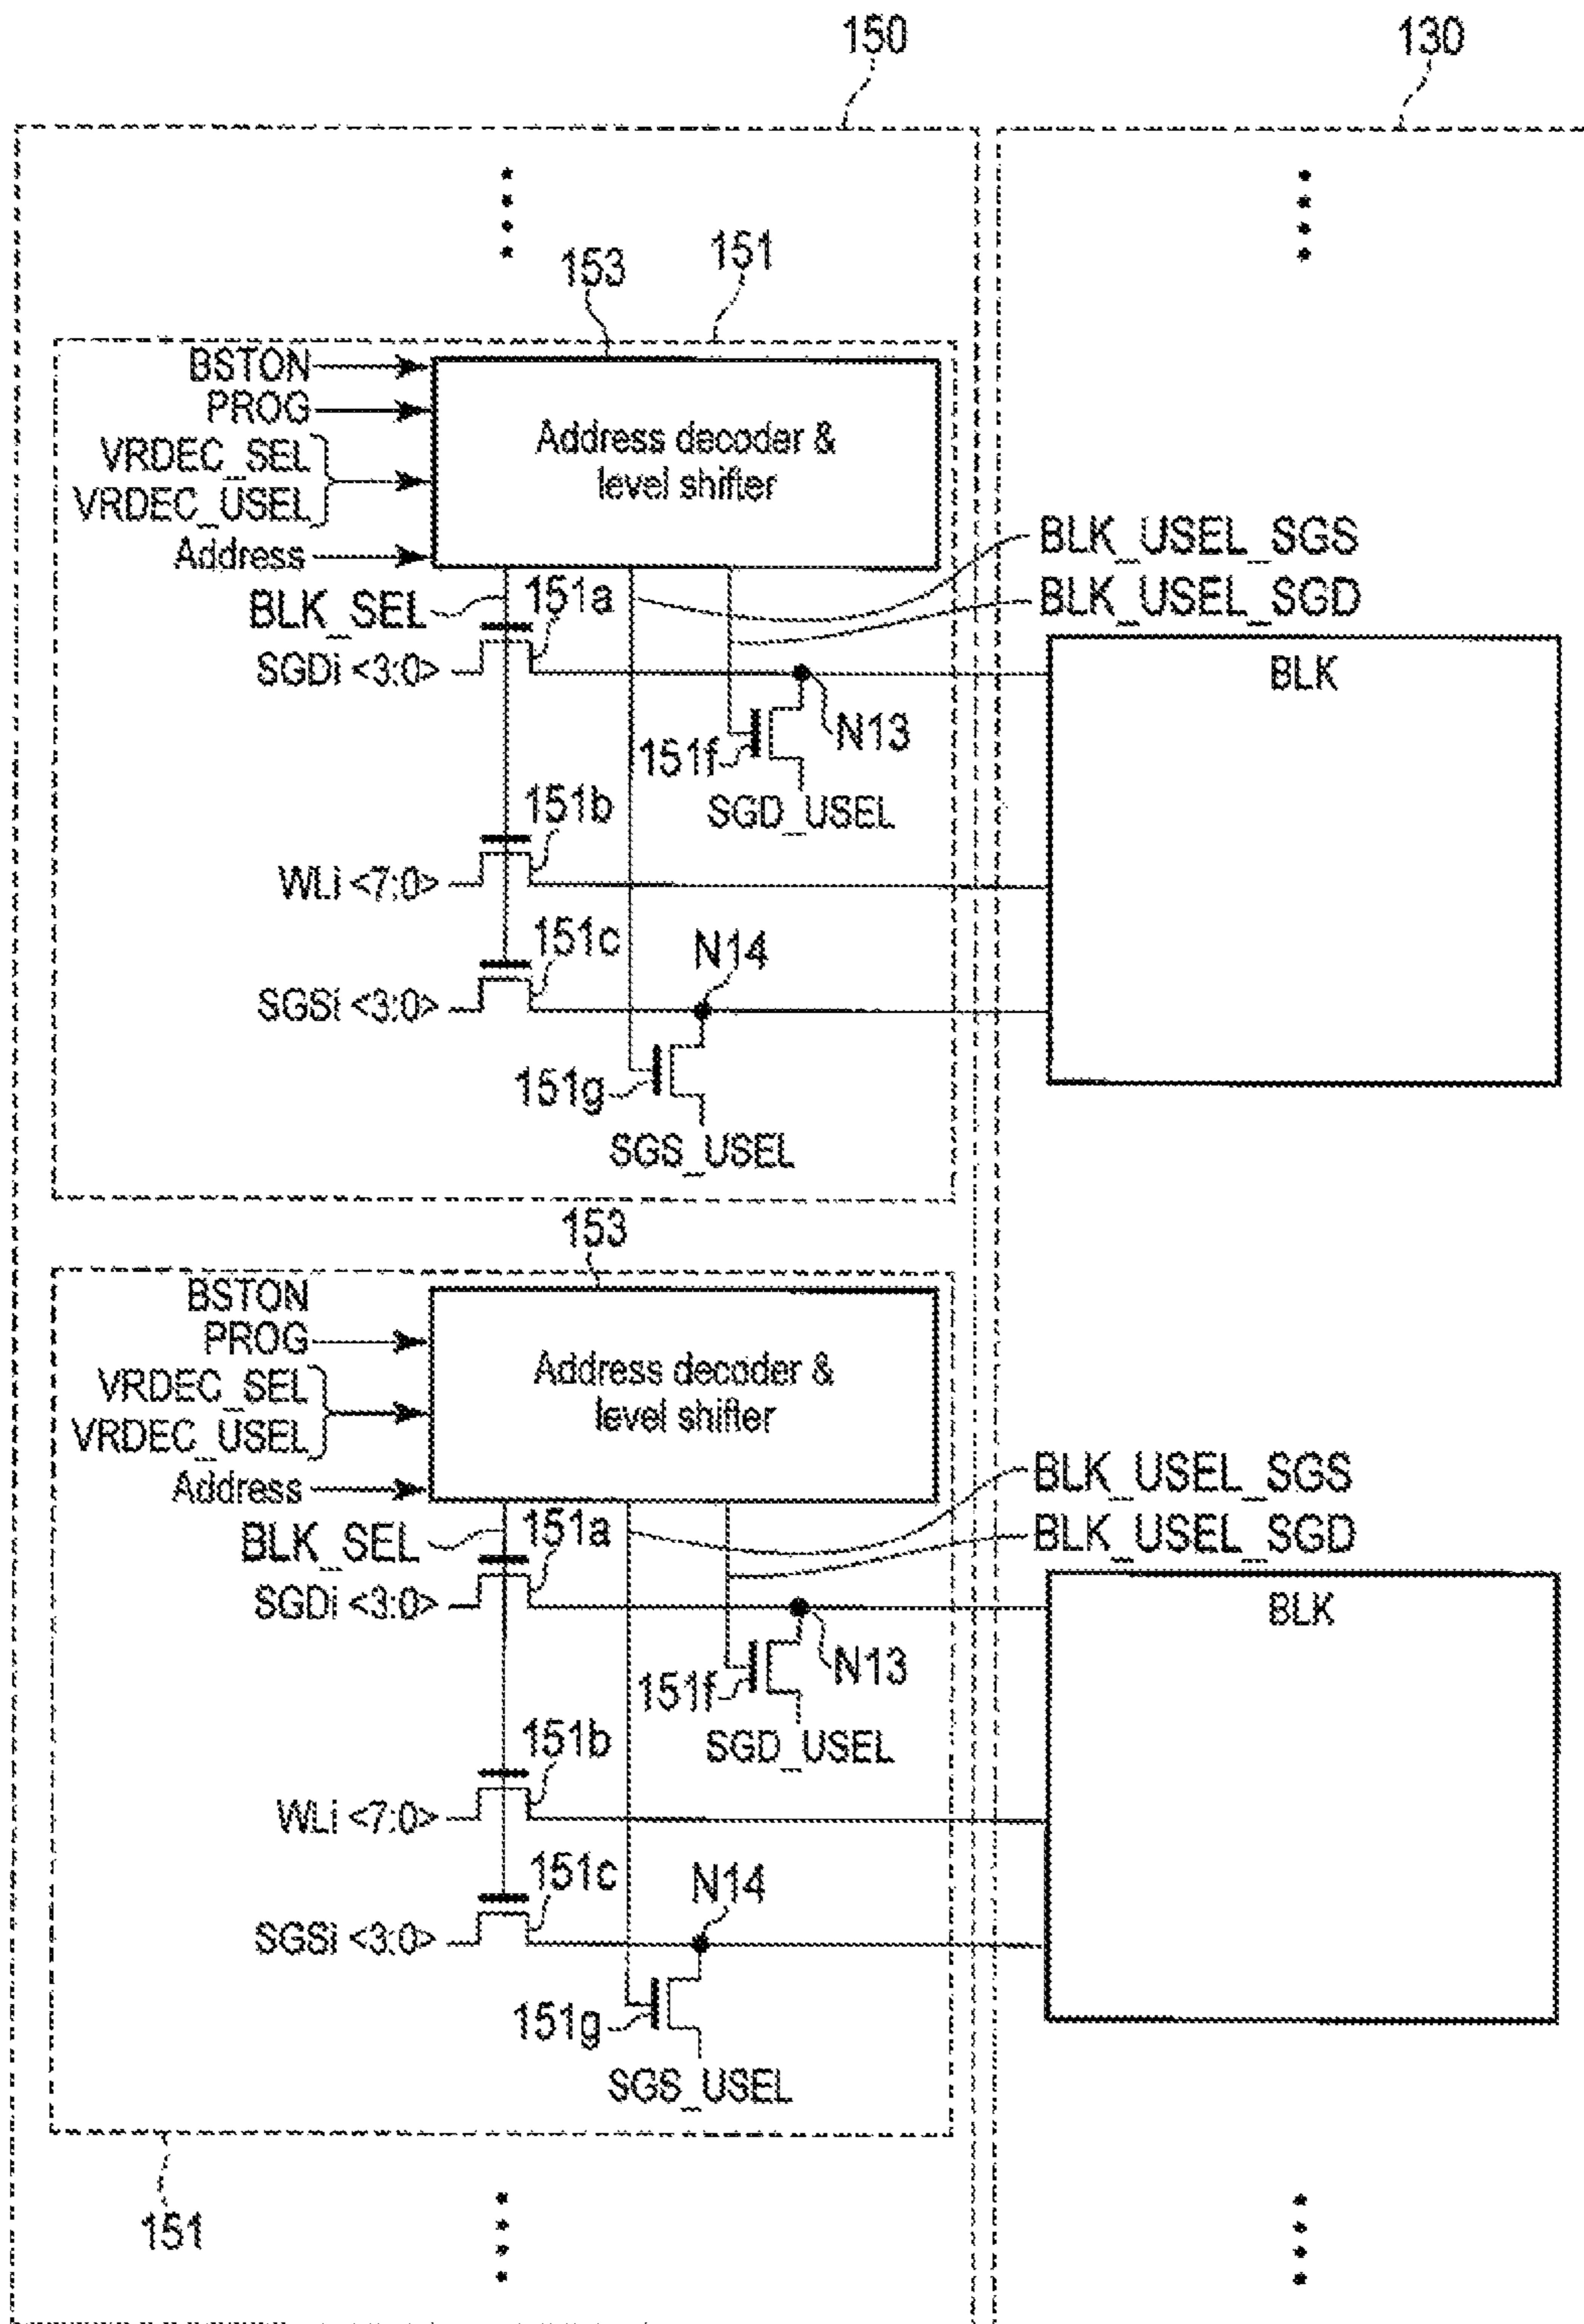 150
130
153
151
BSTON
PROG
VRDEC_SEL
VRDEC_USEL
Address
Address decoder &
level shifter
BLK_USEL_SGS
BLK_USEL_SGD
BLK_SEL
151a
SGDi <3:0>
N13
151f
SGD_USEL
BLK
151b
WLi <7:0>
151c
N14
SGSi <3:0>
151g
SGS_USEL
153
BSTON
PROG
VRDEC_SEL
VRDEC_USEL
Address
Address decoder &
level shifter
BLK_USEL_SGS
BLK_USEL_SGD
BLK_SEL
151a
SGDi <3:0>
N13
151f
SGD_USEL
BLK
151b
WLi <7:0>
151c
N14
SGSi <3:0>
151g
SGS_USEL
151